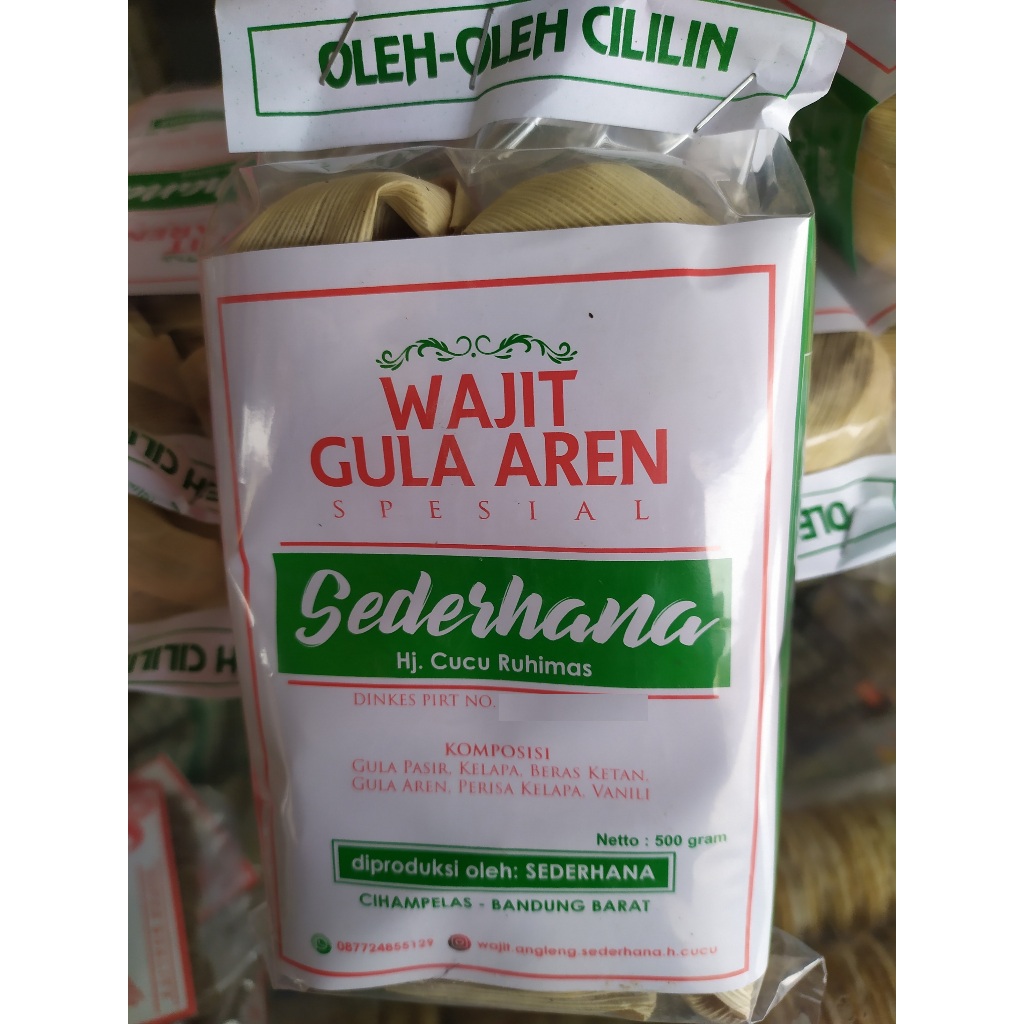 OLEH-OLEH CILILIN
WAJIT
GULA AREN
SPESIAL
Sederhana
Hj. Cucu Ruhimas
DINKES PIRT NO.
KOMPOSISI
GULA PASIR, KELAPA, BERAS KETAN,
GULA AREN, PERISA KELAPA, VANILI
Netto : 500 gram
diproduksi oleh: SEDERHANA
CIHAMPELAS - BANDUNG BARAT
087724866129 wajit.angleng.sederhana.h.cucu